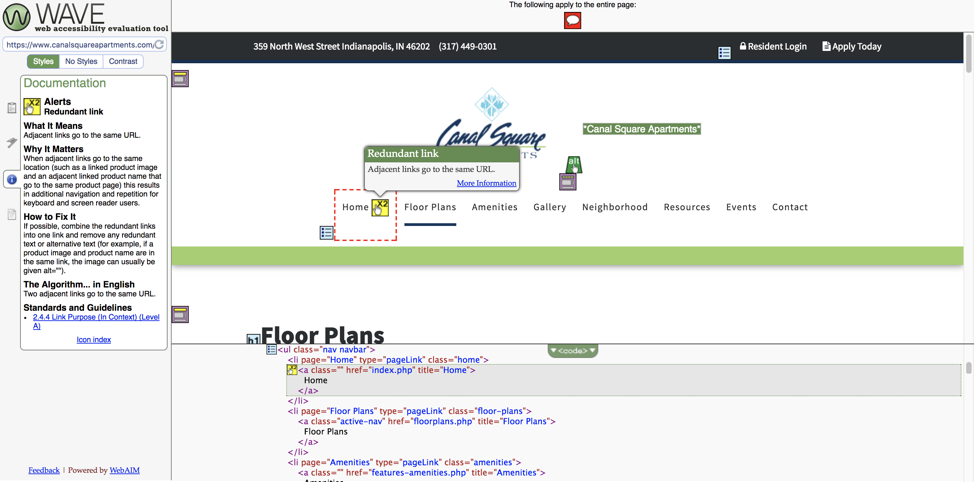 WAVE
web accessibility evaluation tool
https://www.canalsquareapartments.com/
Styles No Styles Contrast
Documentation
X2
Alerts
Redundant link
What It Means
Adjacent links go to the same URL.
Why It Matters
When adjacent links go to the same
location (such as a linked product image
and an adjacent linked product name that
go to the same product page) this results
in additional navigation and repetition for
keyboard and screen reader users.
How to Fix It
If possible, combine the redundant links
into one link and remove any redundant
text or alternative text (for example, if a
product image and product name are in
the same link, the image can usually be
given alt="").
The Algorithm... in English
Two adjacent links go to the same URL.
Standards and Guidelines
2.4.4 Link Purpose (In Context) (Level
A)
Icon index
Feedback | Powered by WebAIM
The following apply to the entire page:
359 North West Street Indianapolis, IN 46202 (317) 449-0301
Resident Login Apply Today
Canal Square
TS
*Canal Square Apartments*
alt
Redundant link
Adjacent links go to the same URL.
More Information
Home X2 Floor Plans Amenities Gallery Neighborhood Resources Events Contact
h1 Floor Plans
<code>
<ul class="nav navbar">
<li page="Home" type="pageLink" class="home">
X2 <a class="" href="index.php" title="Home">
Home
</a>
</li>
<li page="Floor Plans" type="pageLink" class="floor-plans">
<a class="active-nav" href="floorplans.php" title="Floor Plans">
Floor Plans
</a>
</li>
<li page="Amenities" type="pageLink" class="amenities">
<a class="" href="features-amenities.php" title="Amenities">
Amenities